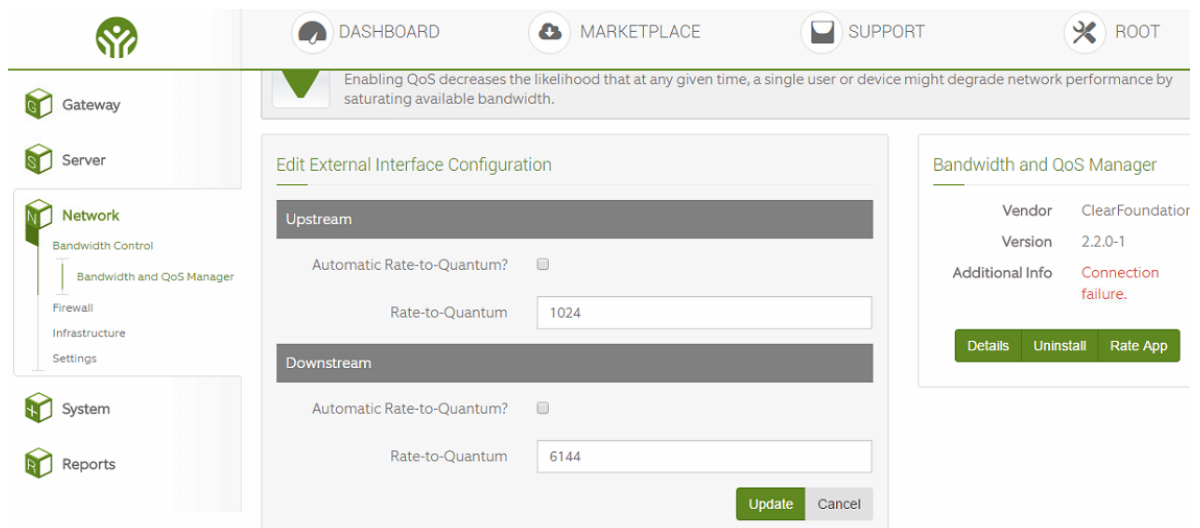 DASHBOARD
MARKETPLACE
SUPPORT
ROOT
Enabling QoS decreases the likelihood that at any given time, a single user or device might degrade network performance by
saturating available bandwidth.
G
Gateway
S
Server
N
Network
Bandwidth Control
Bandwidth and QoS Manager
Firewall
Infrastructure
Settings
System
R
Reports
Edit External Interface Configuration
Upstream
Automatic Rate-to-Quantum?
Rate-to-Quantum 1024
Downstream
Automatic Rate-to-Quantum?
Rate-to-Quantum 6144
Update Cancel
Bandwidth and QoS Manager
Vendor ClearFoundation
Version 2.2.0-1
Additional Info Connection
failure.
Details Uninstall Rate App